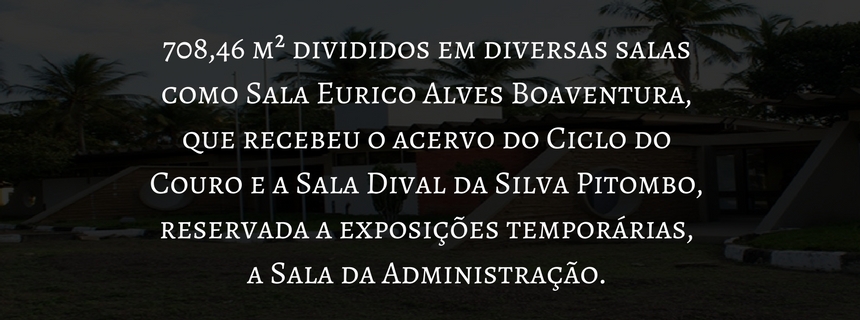 708,46 m² divididos em diversas salas
como Sala Eurico Alves Boaventura,
que recebeu o acervo do Ciclo do
Couro e a Sala Dival da Silva Pitombo,
reservada a exposições temporárias,
a Sala da Administração.